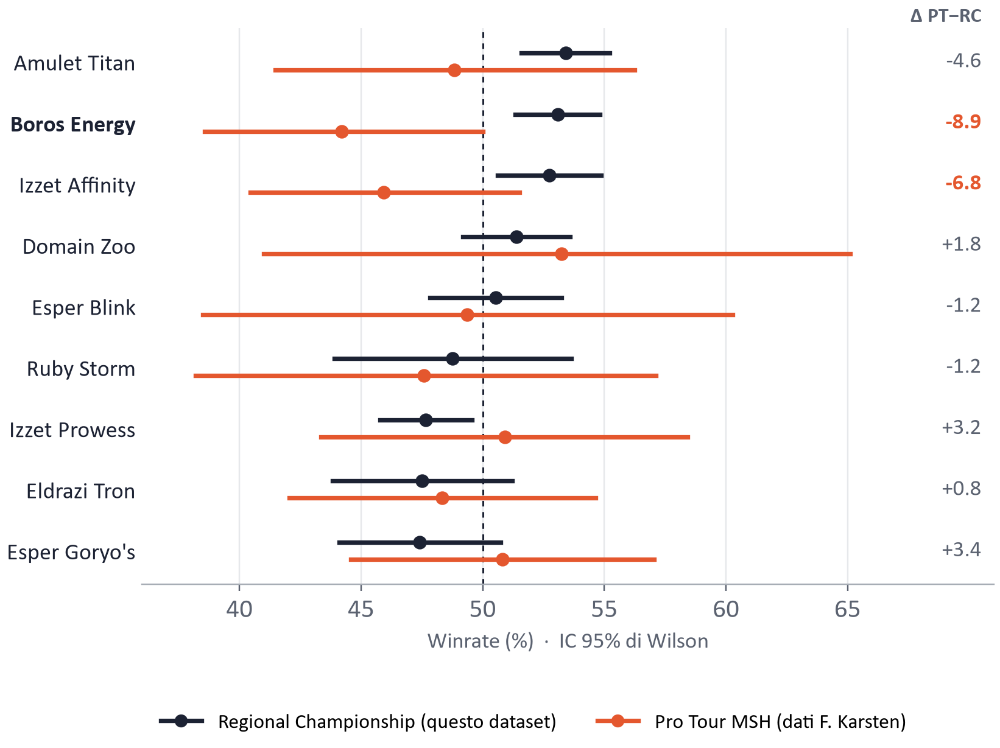 Δ PT−RC
Amulet Titan -4.6
Boros Energy -8.9
Izzet Affinity -6.8
Domain Zoo +1.8
Esper Blink -1.2
Ruby Storm -1.2
Izzet Prowess +3.2
Eldrazi Tron +0.8
Esper Goryo's +3.4
40 45 50 55 60 65
Winrate (%) · IC 95% di Wilson
Regional Championship (questo dataset) Pro Tour MSH (dati F. Karsten)